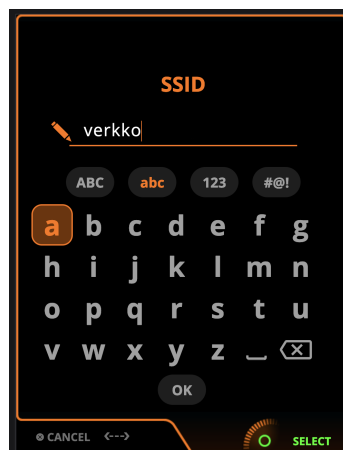 SSID
verkko
ABC abc 123 #@!
a b c d e f g
h i j k l m n
o p q r s t u
v w x y z
OK
CANCEL SELECT